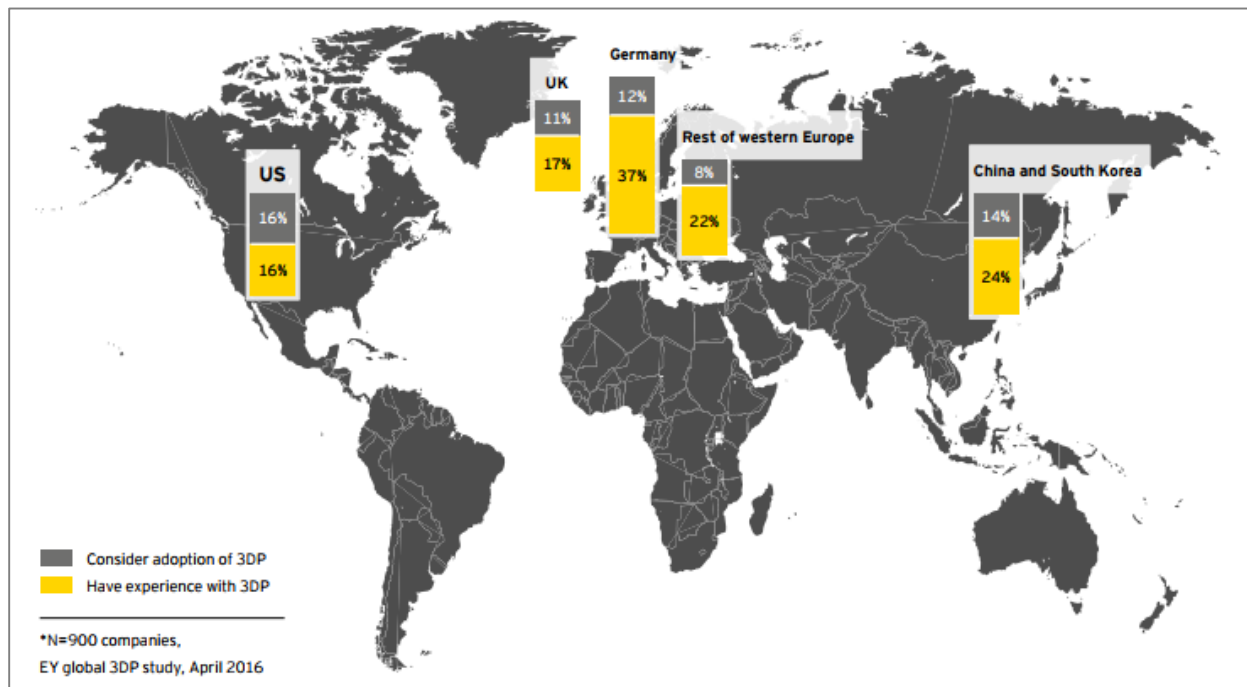 Germany
12%
37%
UK
11%
17%
Rest of western Europe
8%
22%
US
16%
16%
China and South Korea
14%
24%
Consider adoption of 3DP
Have experience with 3DP
*N=900 companies,
EY global 3DP study, April 2016